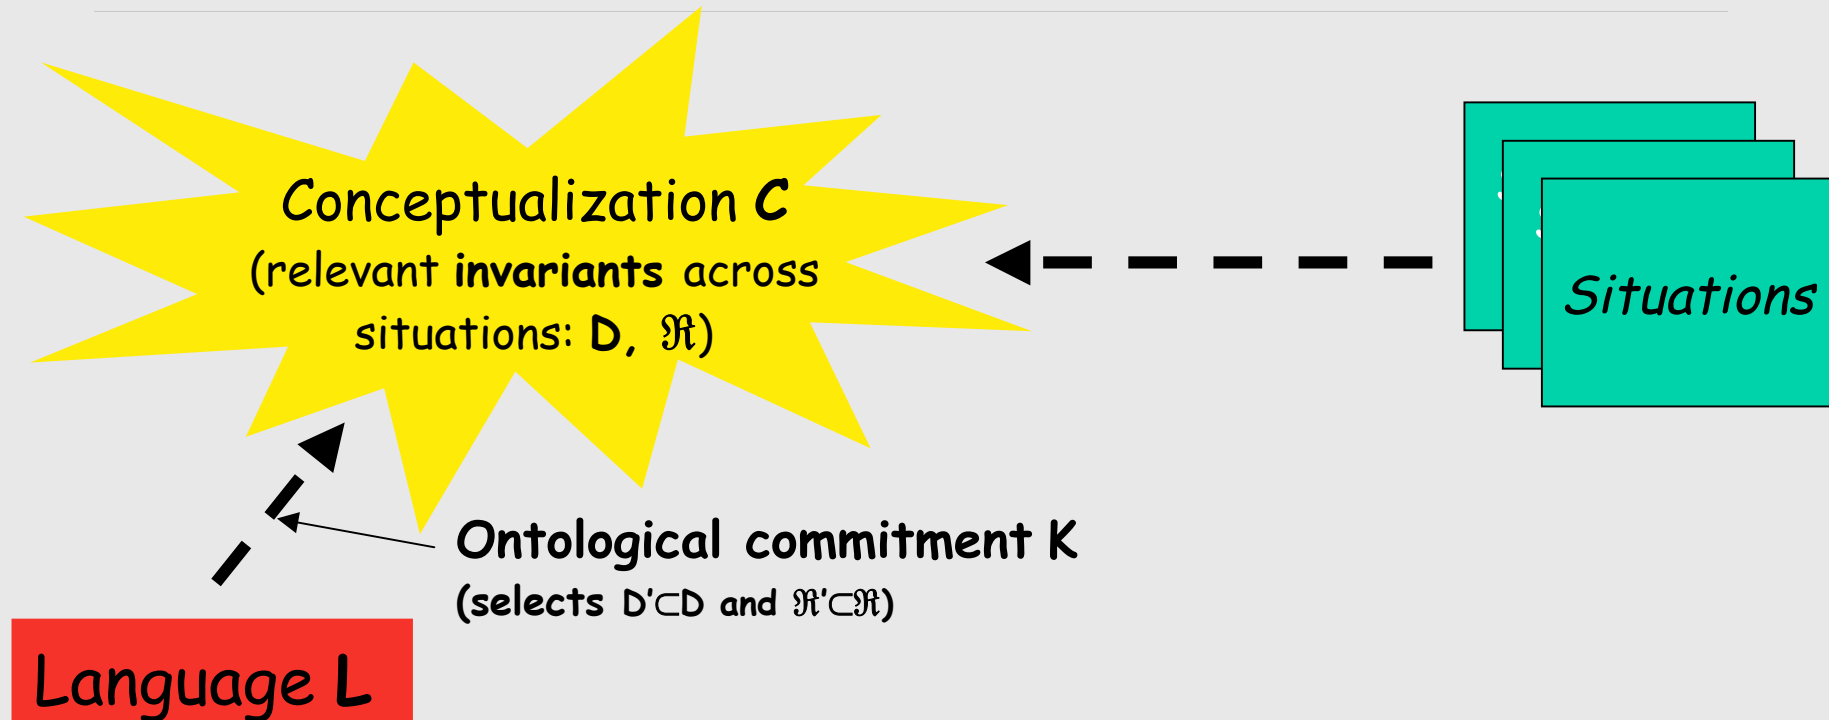 Conceptualization C
(relevant invariants across
situations: D, ℜ)
Situations
Ontological commitment K
(selects D’⊂D and ℜ’⊂ℜ)
Language L